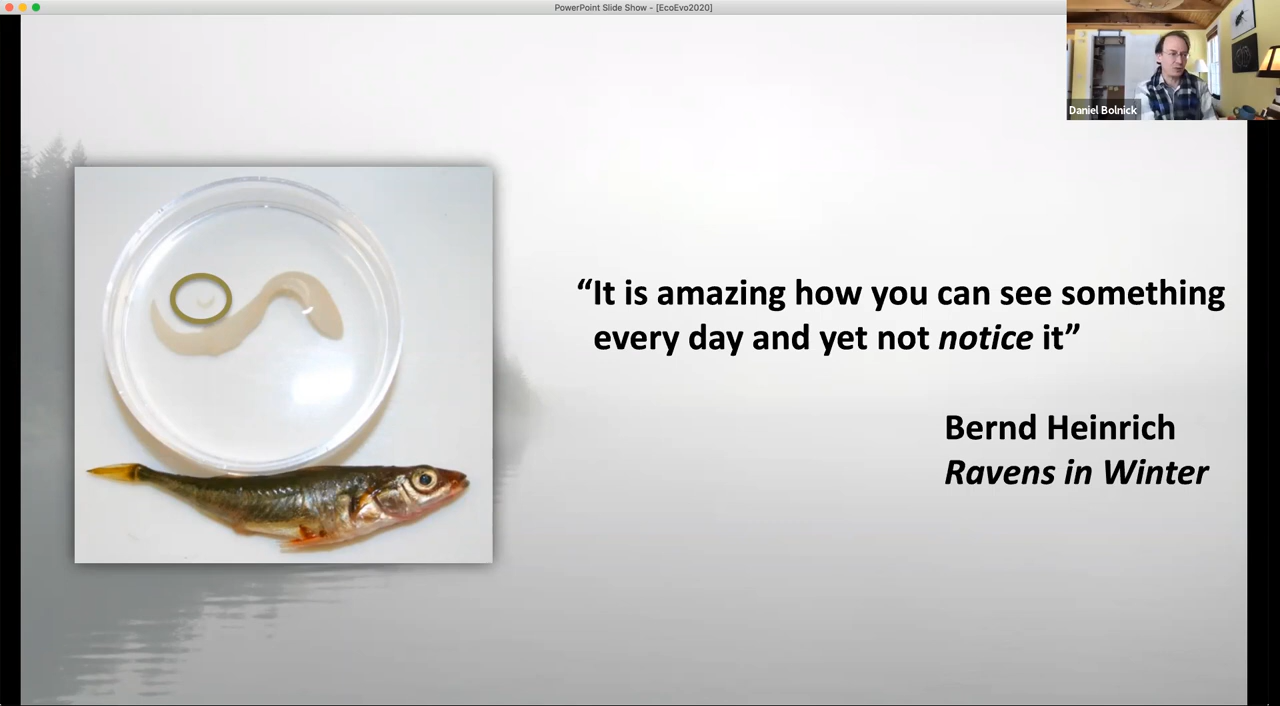 PowerPoint Slide Show - [EcoEvo2020]
Daniel Bolnick
“It is amazing how you can see something
every day and yet not notice it”
Bernd Heinrich
Ravens in Winter